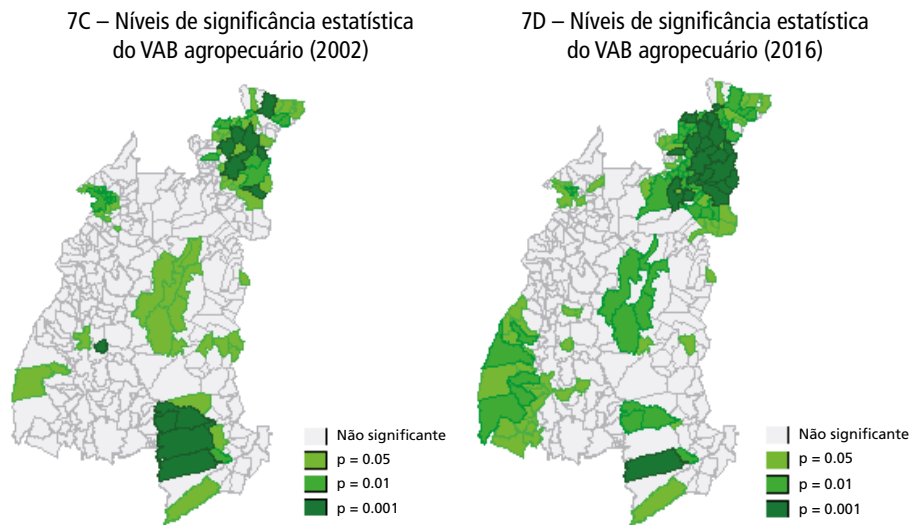 7C – Níveis de significância estatística
do VAB agropecuário (2002)
Não significante
p = 0.05
p = 0.01
p = 0.001
7D – Níveis de significância estatística
do VAB agropecuário (2016)
Não significante
p = 0.05
p = 0.01
p = 0.001